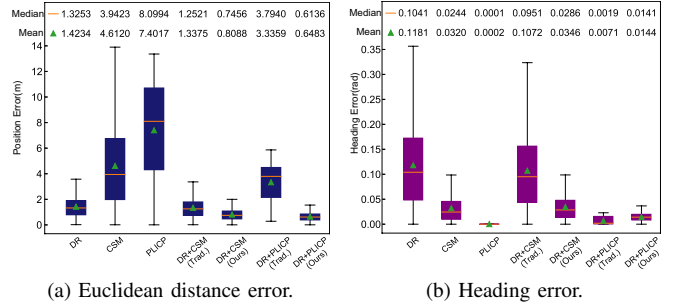 Median 1.3253 3.9423 8.0994 1.2521 0.7456 3.7940 0.6136
Mean 1.4234 4.6120 7.4017 1.3375 0.8088 3.3359 0.6483
14
12
10
8
6
4
2
0
Position Error(m)
DR CSM PLICP DR+CSM (Trad.) DR+CSM (Ours) DR+PLICP (Trad.) DR+PLICP (Ours)
(a) Euclidean distance error.
Median 0.1041 0.0244 0.0001 0.0951 0.0286 0.0019 0.0141
Mean 0.1181 0.0320 0.0002 0.1072 0.0346 0.0071 0.0144
0.35
0.30
0.25
0.20
0.15
0.10
0.05
0.00
Heading Error(rad)
DR CSM PLICP DR+CSM (Trad.) DR+CSM (Ours) DR+PLICP (Trad.) DR+PLICP (Ours)
(b) Heading error.